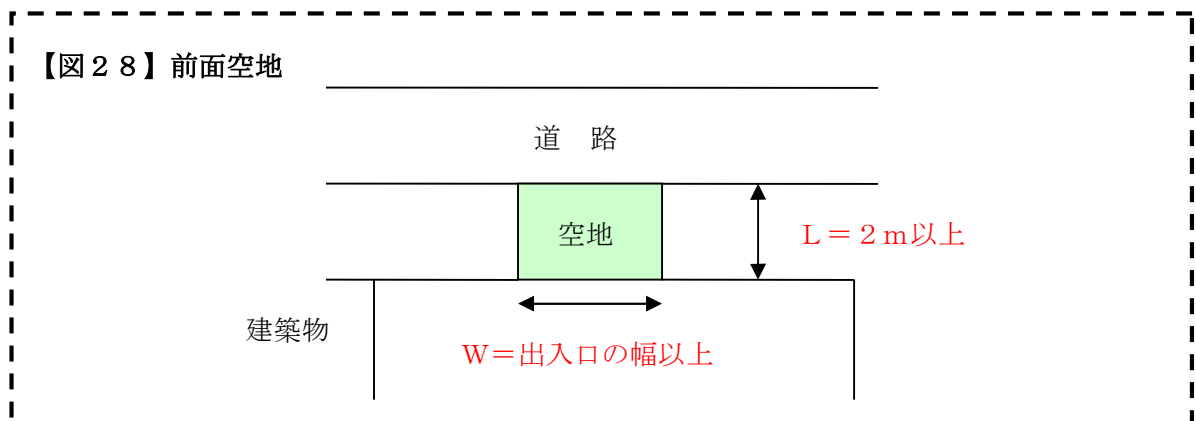 【図２８】前面空地
道　路
空地
Ｌ＝２ｍ以上
建築物
Ｗ＝出入口の幅以上